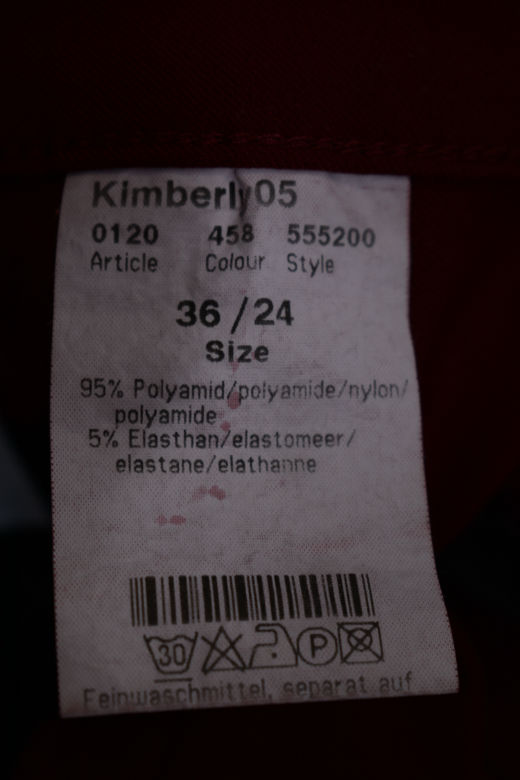 Kimberly05
0120 458 555200
Article Colour Style
36/24
Size
95% Polyamid/polyamide/nylon/
polyamide
5% Elasthan/elastomeer/
elastane/elathanne
30 P
Feinwaschmittel, separat auf